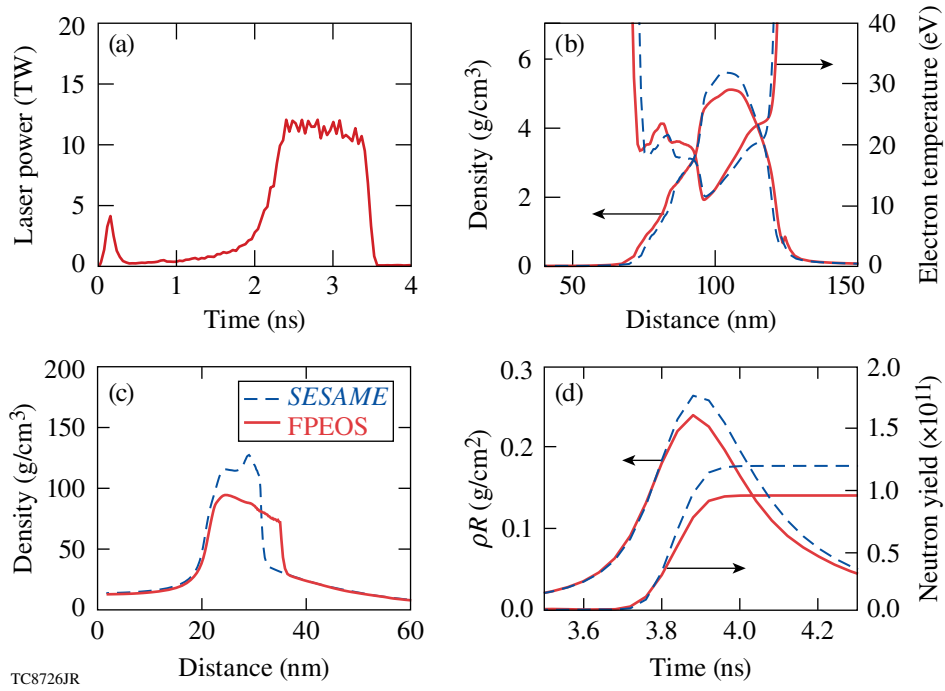 (a)
Laser power (TW)
20
15
10
5
0
0
1
2
3
4
Time (ns)
(b)
Density (g/cm3)
6
4
2
0
50
100
150
Distance (nm)
40
30
20
10
0
Electron temperature (eV)
(c)
Density (g/cm3)
200
150
100
50
0
0
20
40
60
Distance (nm)
SESAME
FPEOS
(d)
ρR (g/cm2)
0.3
0.2
0.1
0.0
3.6
3.8
4.0
4.2
Time (ns)
2.0
1.5
1.0
0.5
0.0
Neutron yield (×1011)
TC8726JR